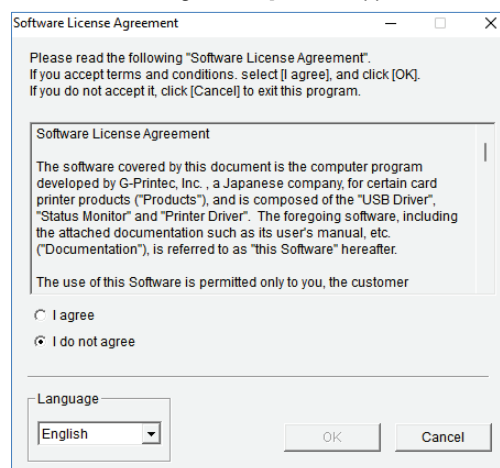 Software License Agreement
Please read the following "Software License Agreement".
If you accept terms and conditions. select [I agree], and click [OK].
If you do not accept it, click [Cancel] to exit this program.
Software License Agreement
The software covered by this document is the computer program
developed by G-Printec, Inc. , a Japanese company, for certain card
printer products ("Products"), and is composed of the "USB Driver",
"Status Monitor" and "Printer Driver". The foregoing software, including
the attached documentation such as its user's manual, etc.
("Documentation"), is referred to as "this Software" hereafter.
The use of this Software is permitted only to you, the customer
I agree
I do not agree
Language
English
OK
Cancel